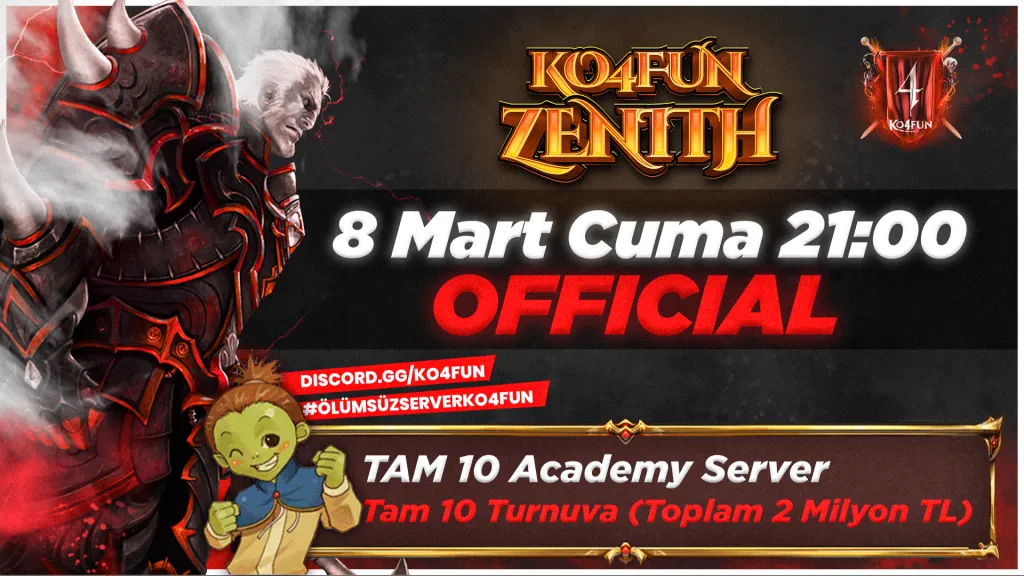 KO4FUN
ZENITH
4
KO4FUN
8 Mart Cuma 21:00
OFFICIAL
DISCORD.GG/KO4FUN
#ÖLÜMSÜZSERVERKO4FUN
TAM 10 Academy Server
Tam 10 Turnuva (Toplam 2 Milyon TL)